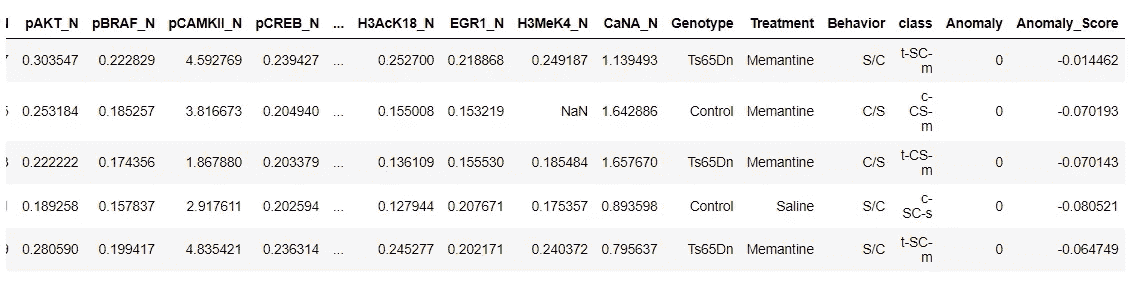 pAKT_N pBRAF_N pCAMKII_N pCREB_N ... H3AcK18_N EGR1_N H3MeK4_N CaNA_N Genotype Treatment Behavior class Anomaly Anomaly_Score
0.303547 0.222829 4.592769 0.239427 ... 0.252700 0.218868 0.249187 1.139493 Ts65Dn Memantine S/C t-SC-
m 0 -0.014462
0.253184 0.185257 3.816673 0.204940 ... 0.155008 0.153219 NaN 1.642886 Control Memantine C/S c-
CS-
m 0 -0.070193
0.222222 0.174356 1.867880 0.203379 ... 0.136109 0.155530 0.185484 1.657670 Ts65Dn Memantine C/S t-CS-
m 0 -0.070143
0.189258 0.157837 2.917611 0.202594 ... 0.127944 0.207671 0.175357 0.893598 Control Saline S/C c-
SC-s 0 -0.080521
0.280590 0.199417 4.835421 0.236314 ... 0.245277 0.202171 0.240372 0.795637 Ts65Dn Memantine S/C t-SC-
m 0 -0.064749